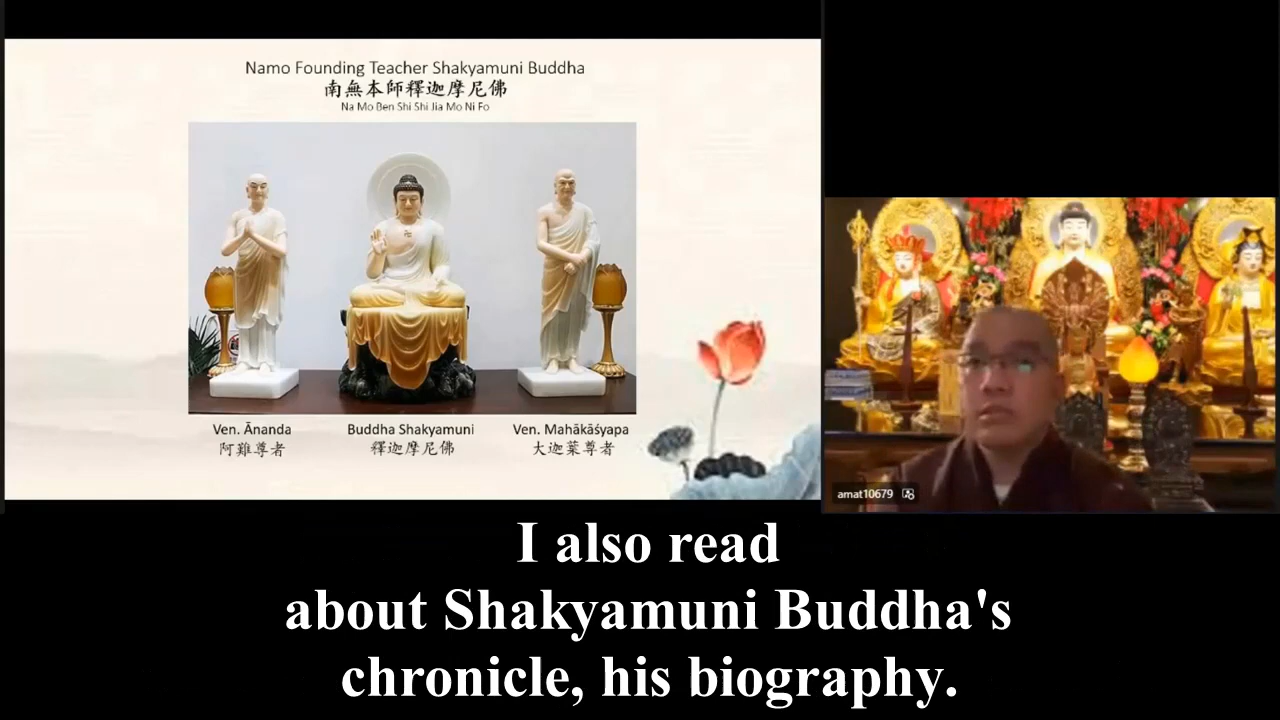 Namo Founding Teacher Shakyamuni Buddha
南無本師釋迦摩尼佛
Na Mo Ben Shi Shi Jia Mo Ni Fo
Ven. Ānanda
阿難尊者
Buddha Shakyamuni
釋迦摩尼佛
Ven. Mahākāśyapa
大迦葉尊者
amat10679
I also read
about Shakyamuni Buddha's
chronicle, his biography.